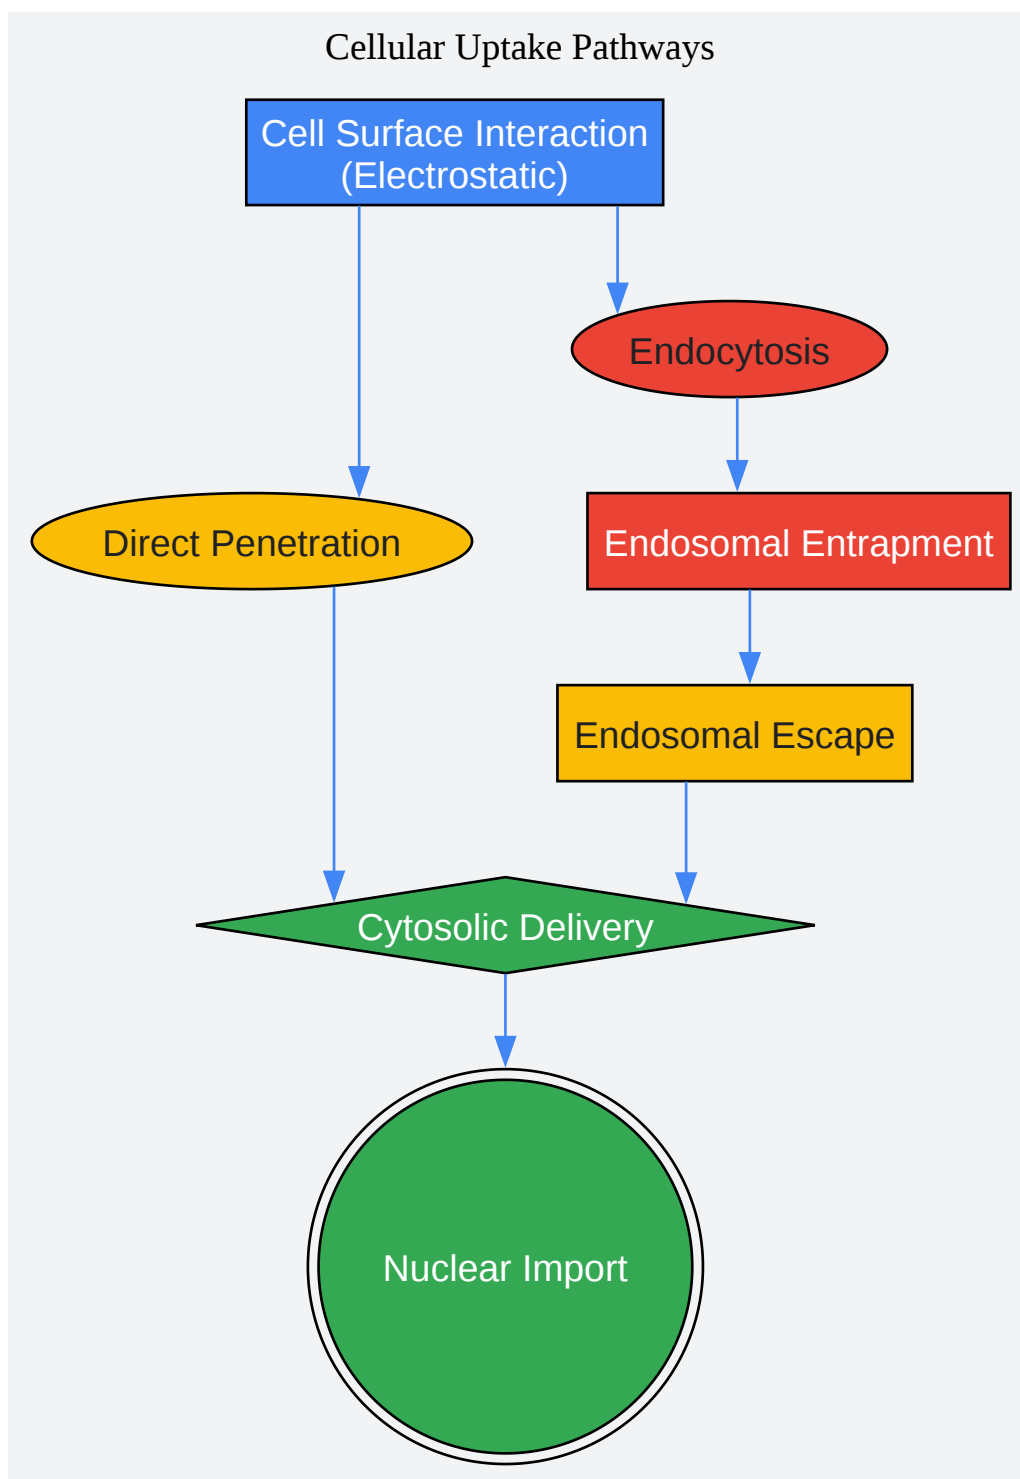 Cellular Uptake Pathways
Cell Surface Interaction
(Electrostatic)
Endocytosis
Direct Penetration
Endosomal Entrapment
Endosomal Escape
Cytosolic Delivery
Nuclear Import